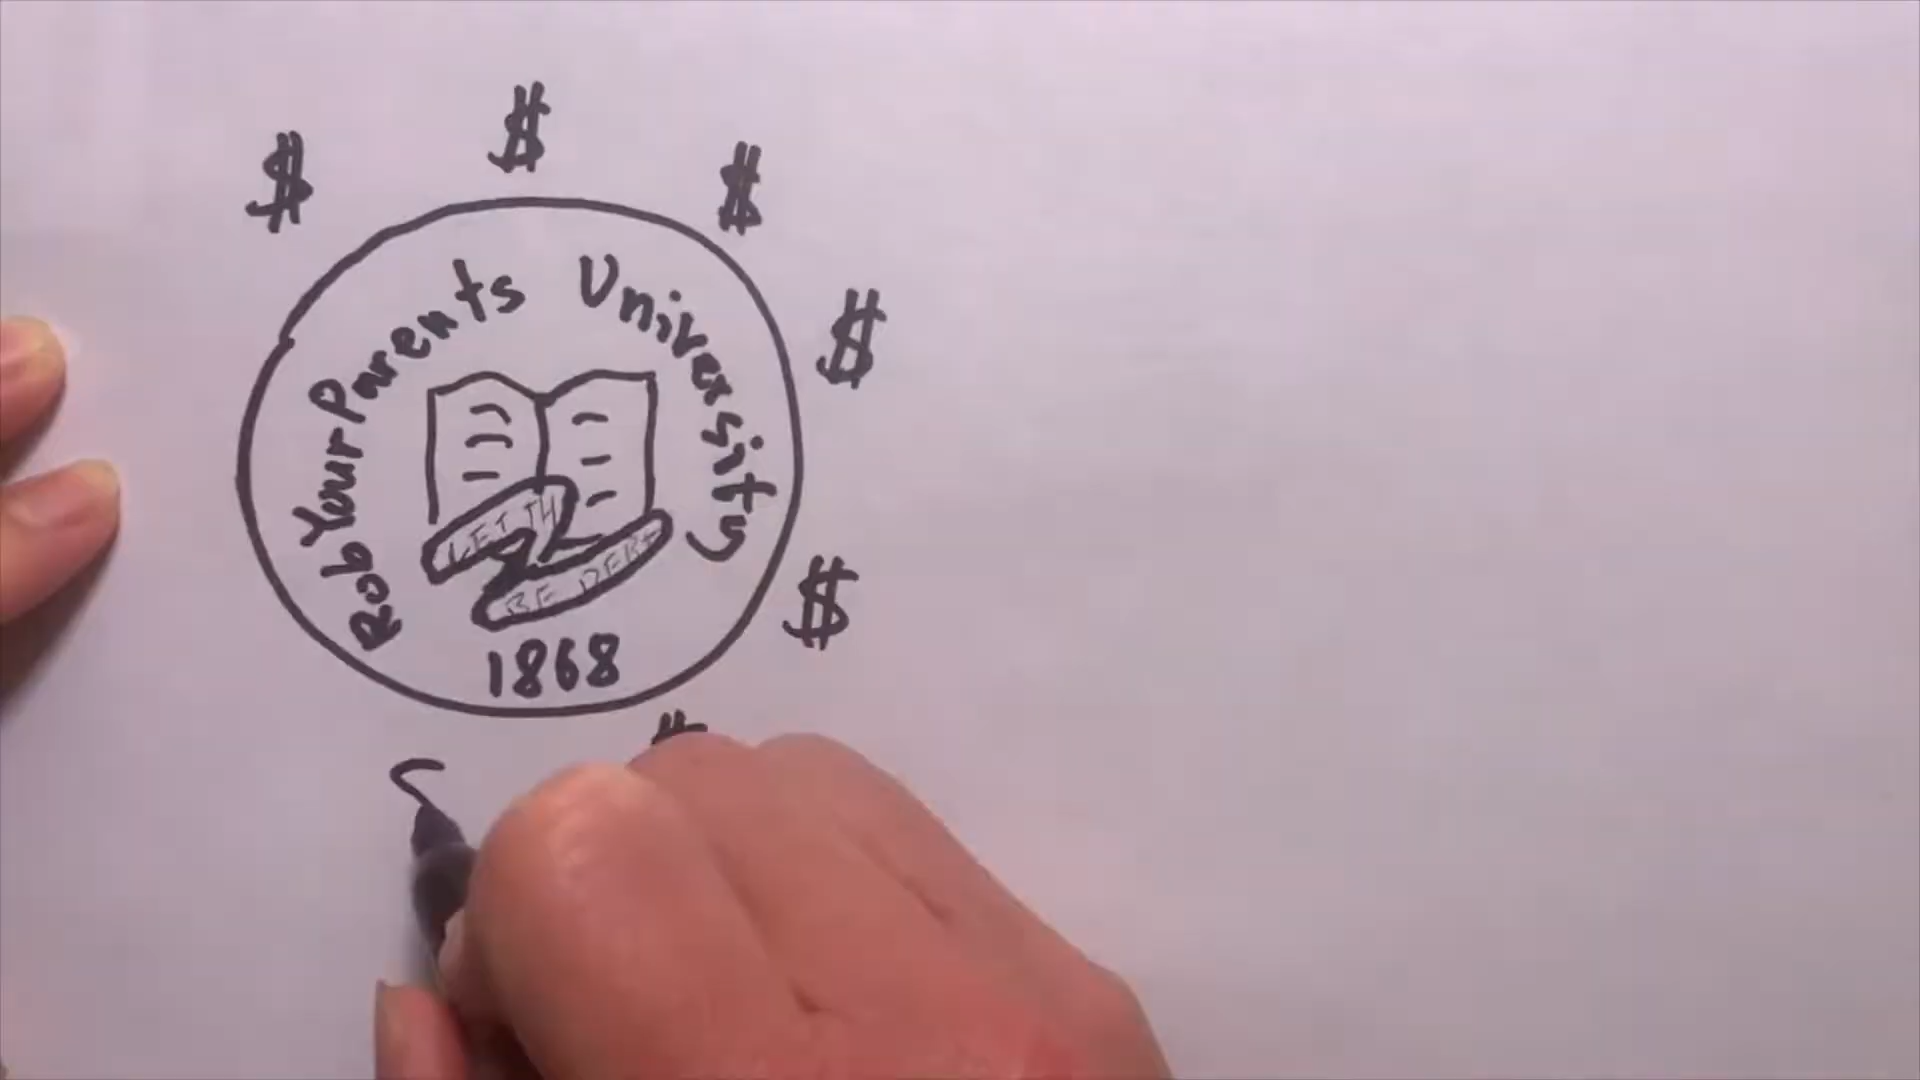 $ $ $ $ $ $
Rob Your Parents University
LET TH
BE DEBT
1868